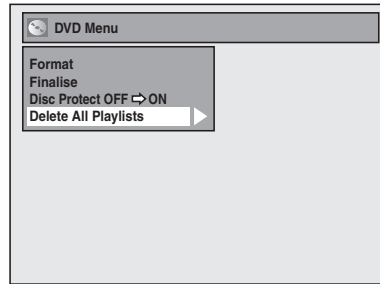 DVD Menu
Format
Finalise
Disc Protect OFF ⇨ ON
Delete All Playlists